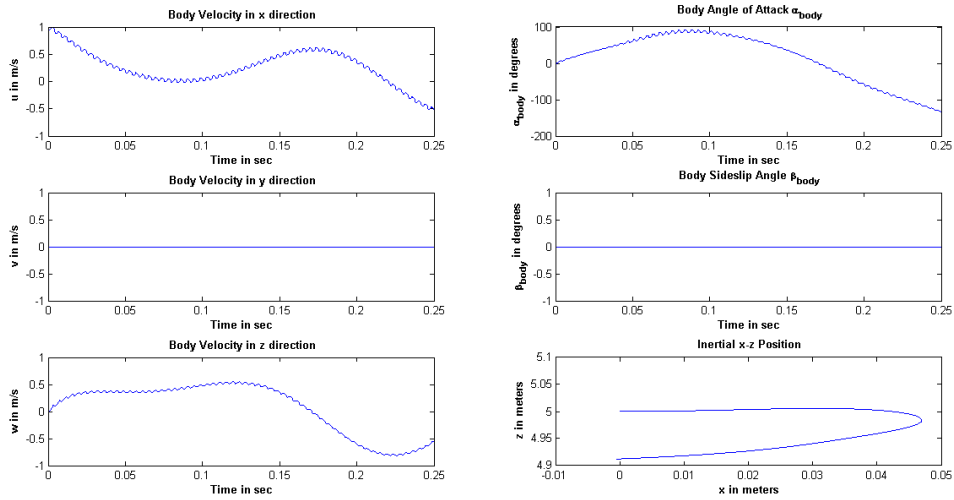 Body Velocity in x direction
1
0.5
0
-0.5
-1
u in m/s
0 0.05 0.1 0.15 0.2 0.25
Time in sec
Body Angle of Attack α_body
100
0
-100
-200
α_body in degrees
0 0.05 0.1 0.15 0.2 0.25
Time in sec
Body Velocity in y direction
1
0.5
0
-0.5
-1
v in m/s
0 0.05 0.1 0.15 0.2 0.25
Time in sec
Body Sideslip Angle β_body
1
0.5
0
-0.5
-1
β_body in degrees
0 0.05 0.1 0.15 0.2 0.25
Time in sec
Body Velocity in z direction
1
0.5
0
-0.5
-1
w in m/s
0 0.05 0.1 0.15 0.2 0.25
Time in sec
Inertial x-z Position
5.1
5.05
5
4.95
4.9
z in meters
-0.01 0 0.01 0.02 0.03 0.04 0.05
x in meters